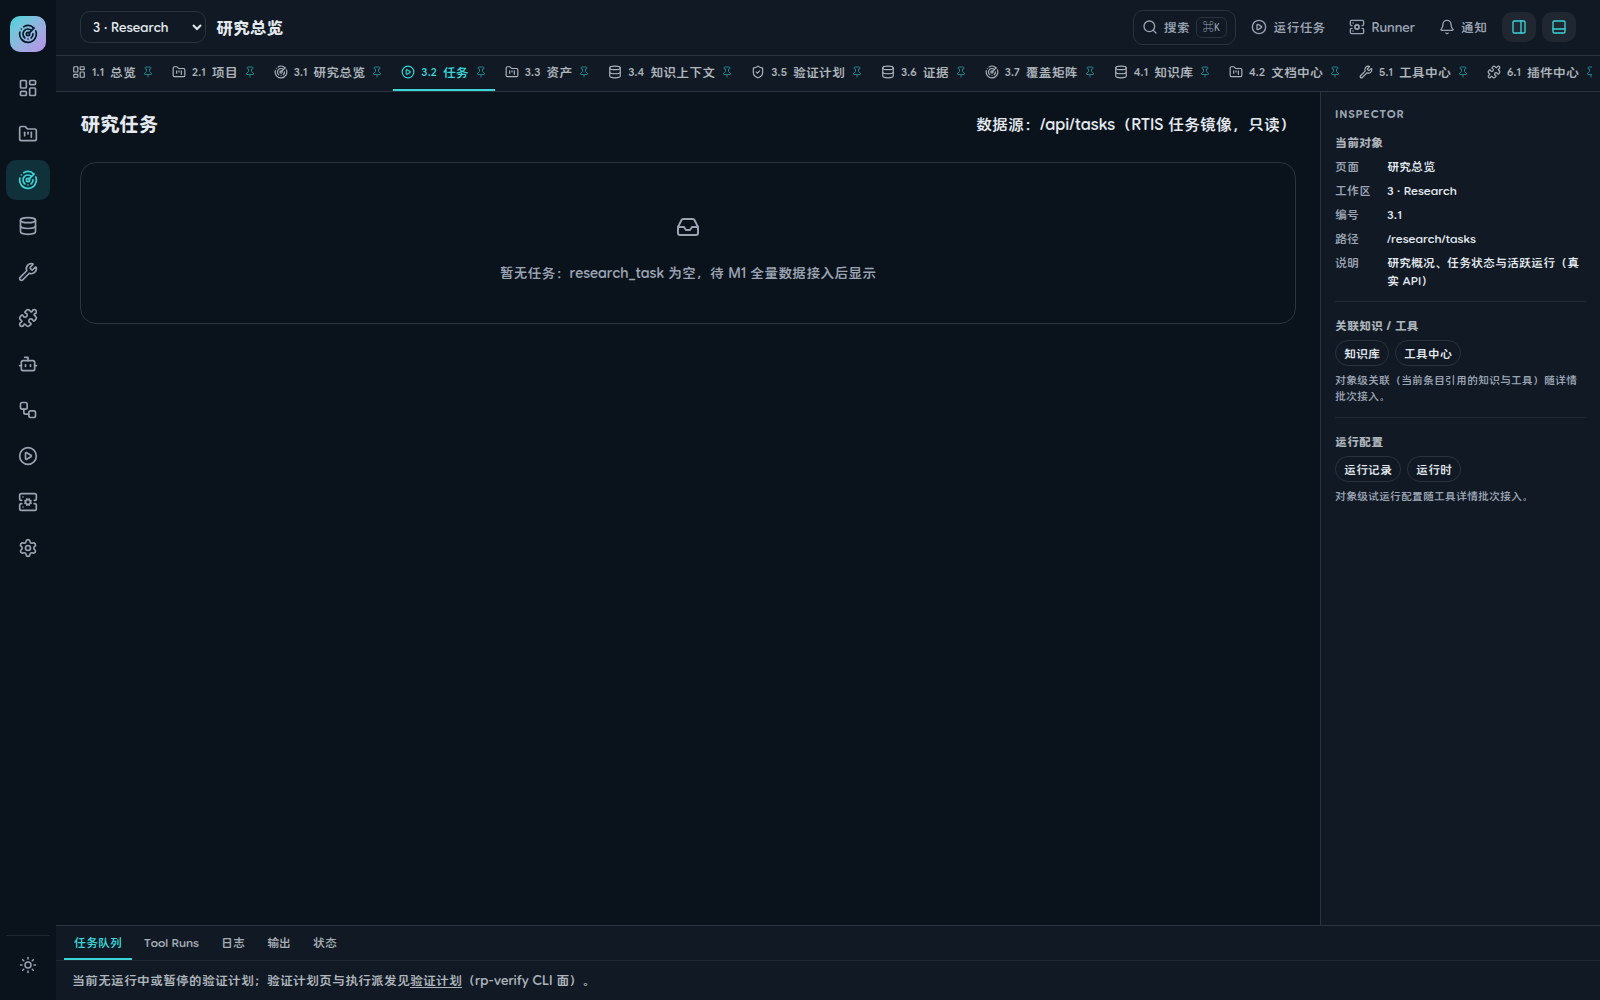 3 · Research
研究总览
搜索
⌘K
运行任务
Runner
通知
1.1 总览
2.1 项目
3.1 研究总览
3.2 任务
3.3 资产
3.4 知识上下文
3.5 验证计划
3.6 证据
3.7 覆盖矩阵
4.1 知识库
4.2 文档中心
5.1 工具中心
6.1 插件中心
研究任务
数据源：/api/tasks（RTIS 任务镜像，只读）
暂无任务：research_task 为空，待 M1 全量数据接入后显示
INSPECTOR
当前对象
页面 研究总览
工作区 3 · Research
编号 3.1
路径 /research/tasks
说明 研究概况、任务状态与活跃运行（真
实 API）
关联知识 / 工具
知识库
工具中心
对象级关联（当前条目引用的知识与工具）随详情
批次接入。
运行配置
运行记录
运行时
对象级试运行配置随工具详情批次接入。
任务队列
Tool Runs
日志
输出
状态
当前无运行中或暂停的验证计划；验证计划页与执行派发见验证计划（rp-verify CLI 面）。